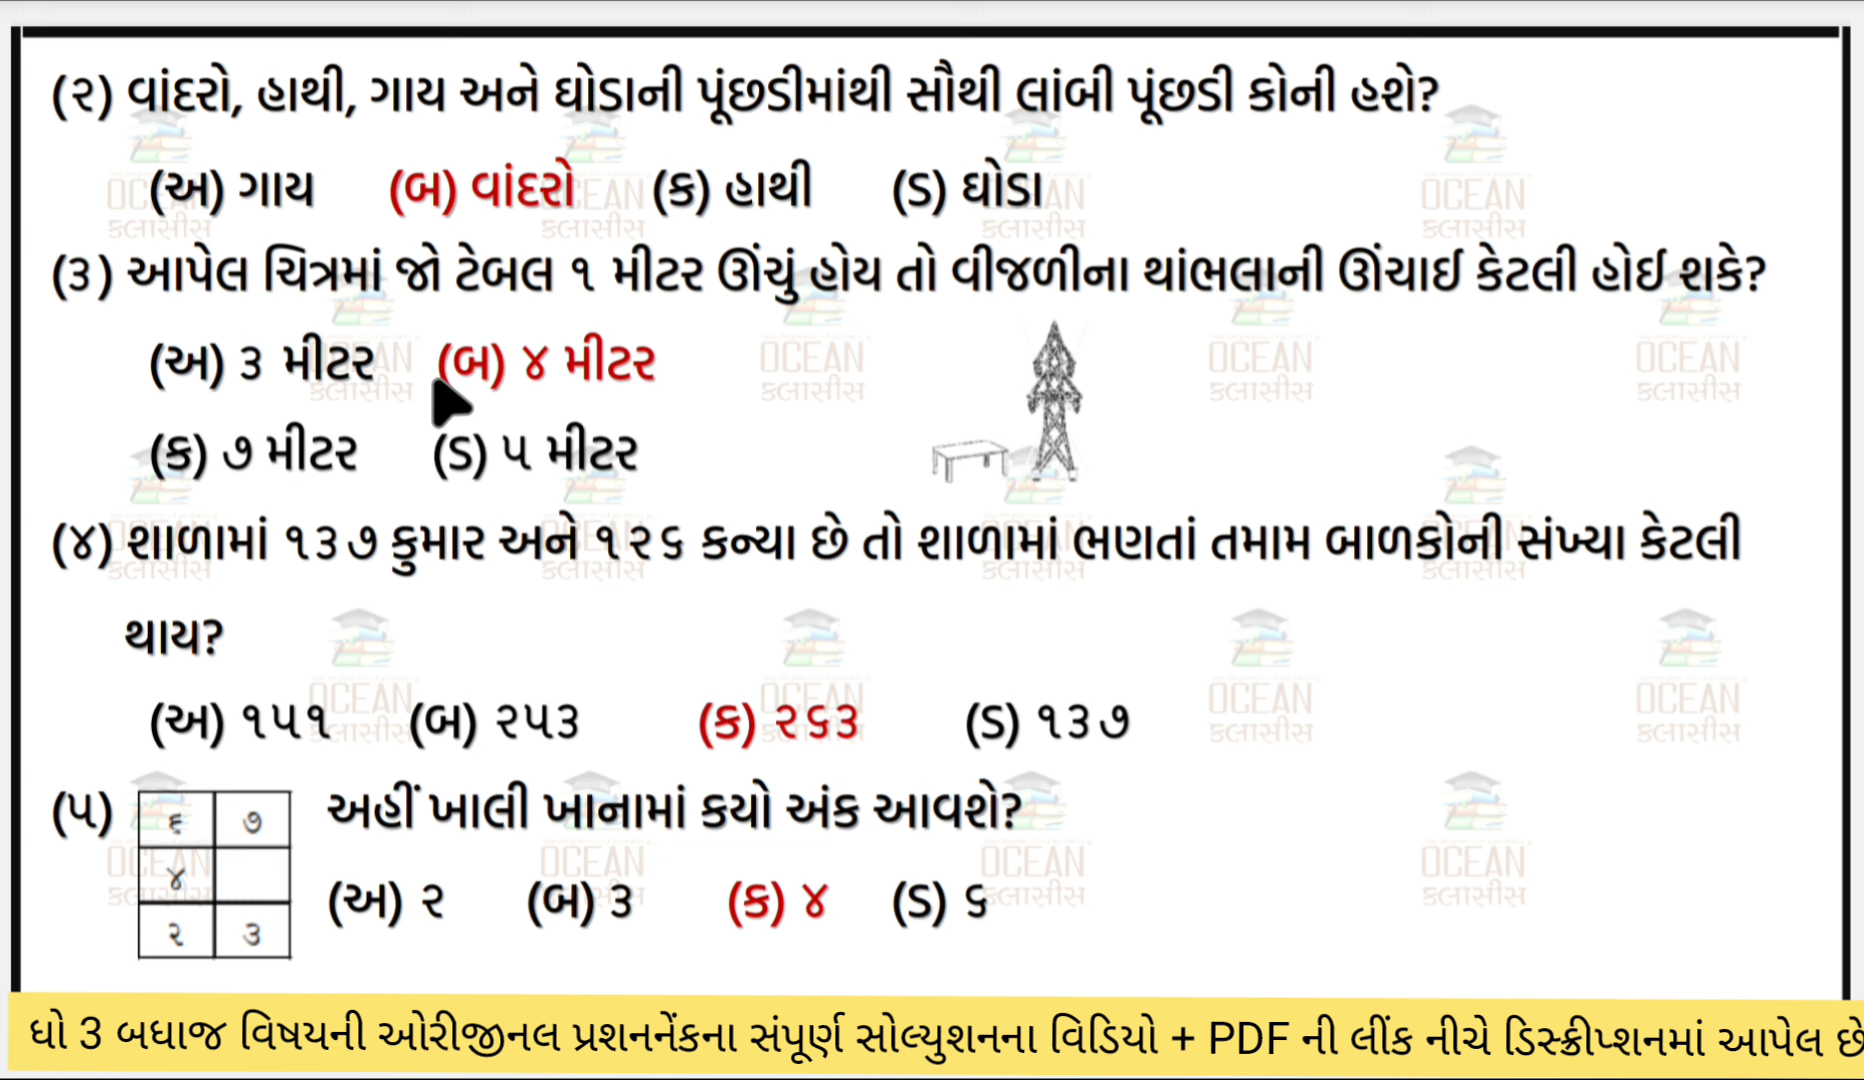 (૨) વાંદરો, હાથી, ગાય અને ઘોડાની પૂંછડીમાંથી સૌથી લાંબી પૂંછડી કોની હશે?
(અ) ગાય (બ) વાંદરો (ક) હાથી (ડ) ઘોડા
(૩) આપેલ ચિત્રમાં જો ટેબલ ૧ મીટર ઊંચું હોય તો વીજળીના થાંભલાની ઊંચાઈ કેટલી હોઈ શકે?
(અ) ૩ મીટર (બ) ૪ મીટર
(ક) ૭ મીટર (ડ) ૫ મીટર
(૪) શાળામાં ૧૩૭ કુમાર અને ૧૨૬ કન્યા છે તો શાળામાં ભણતાં તમામ બાળકોની સંખ્યા કેટલી
થાય?
(અ) ૧૫૧ (બ) ૨૫૩ (ક) ૨૬૩ (ડ) ૧૩૭
(૫) અહીં ખાલી ખાનામાં કયો અંક આવશે?
૭
૪
૨ ૩
(અ) ૨ (બ) ૩ (ક) ૪ (ડ) ૬
ધો 3 બધાજ વિષયની ઓરીજીનલ પ્રશનનેંકના સંપૂર્ણ સોલ્યુશનના વિડિયો + PDF ની લીંક નીચે ડિસ્ક્રીપ્શનમાં આપેલ છે
OCEAN
ક્લાસીસ